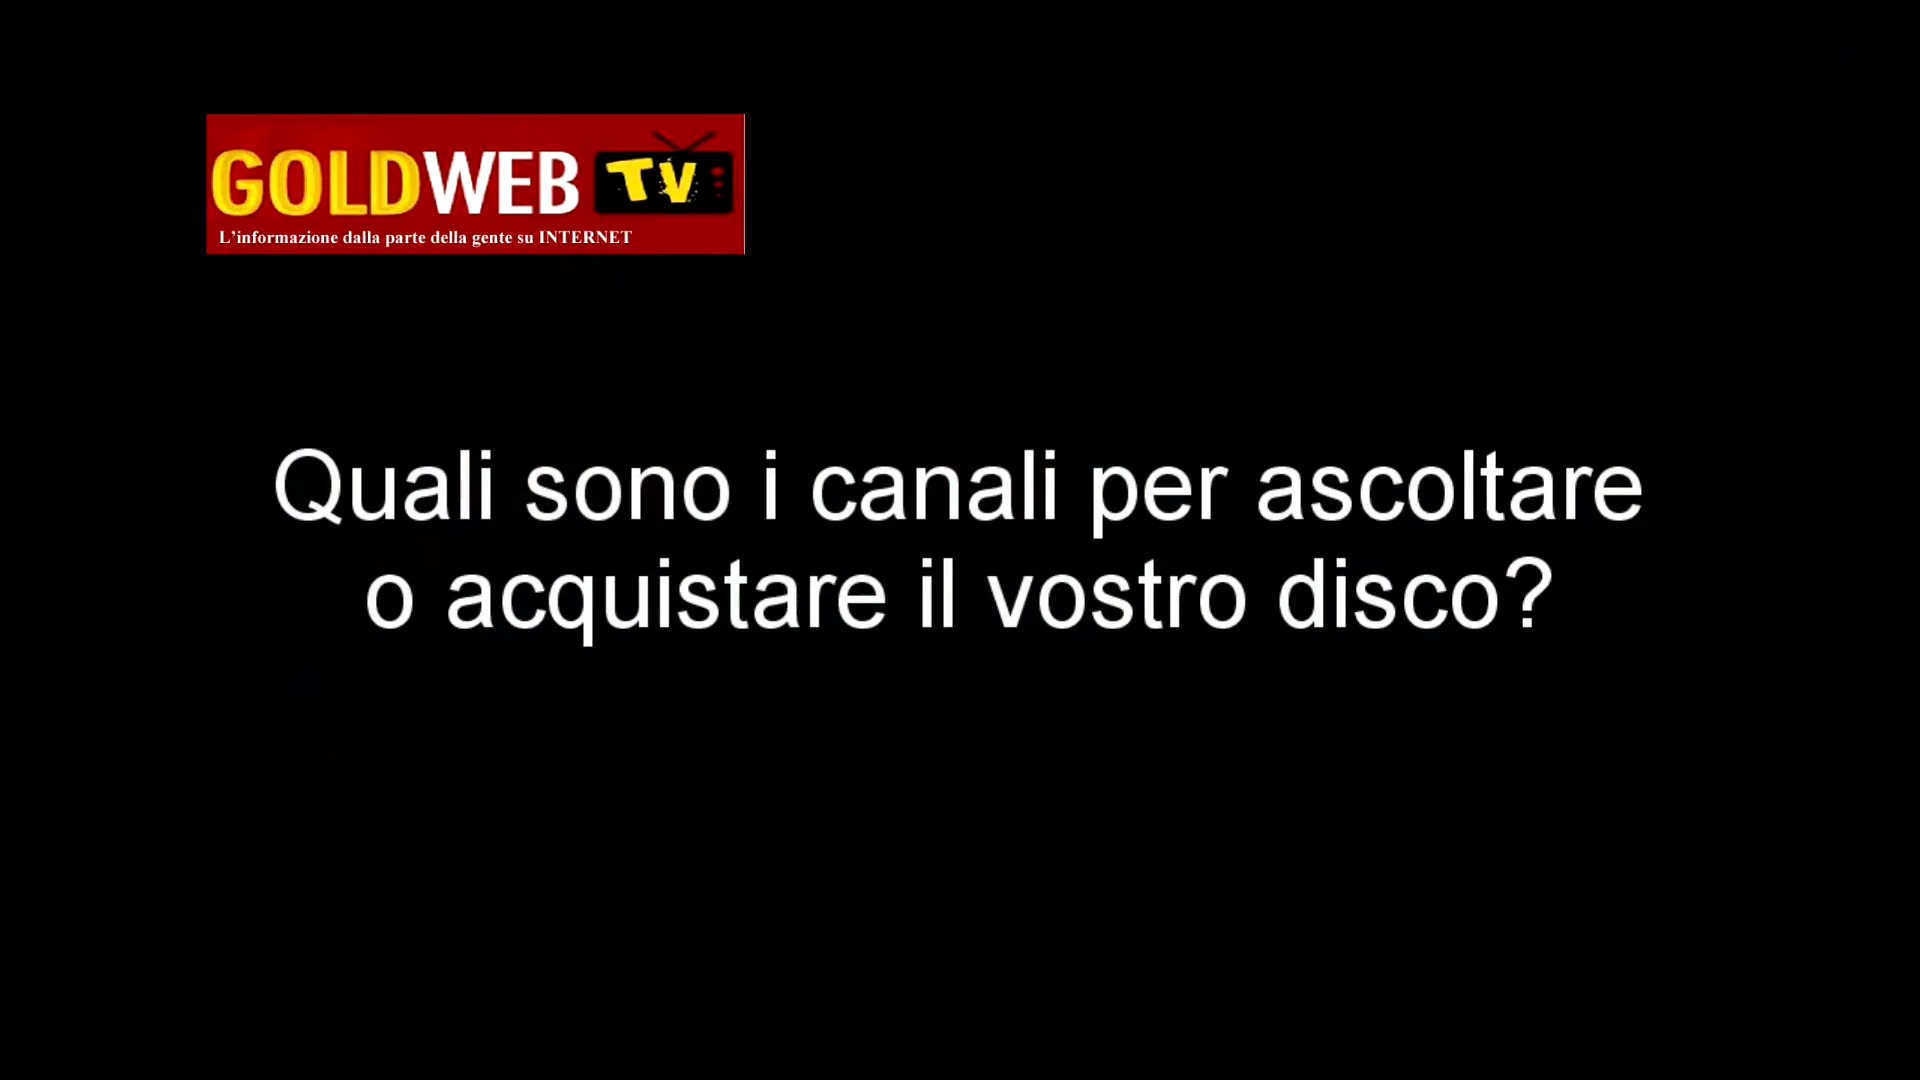 GOLDWEB TV
L'informazione dalla parte della gente su INTERNET
Quali sono i canali per ascoltare
o acquistare il vostro disco?